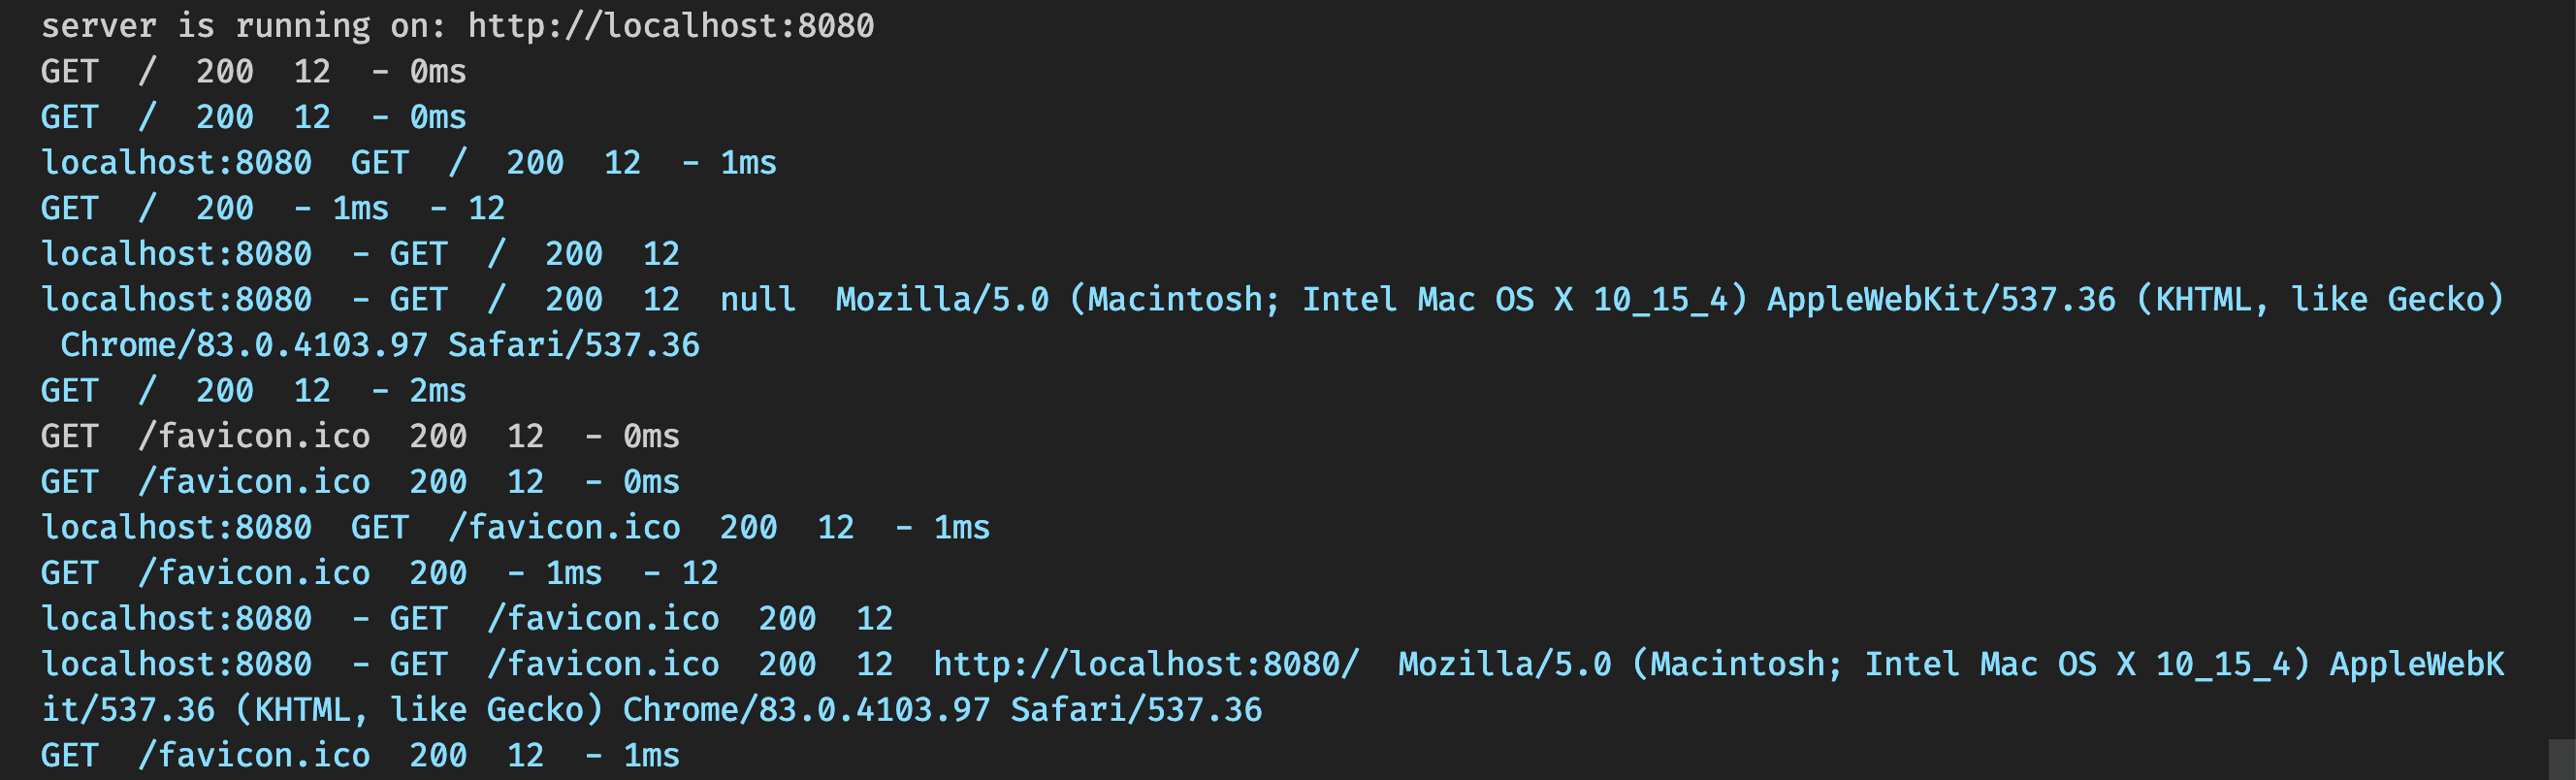 server is running on: http://localhost:8080
GET  /  200  12  - 0ms
GET  /  200  12  - 0ms
localhost:8080  GET  /  200  12  - 1ms
GET  /  200  - 1ms  - 12
localhost:8080  - GET  /  200  12
localhost:8080  - GET  /  200  12  null  Mozilla/5.0 (Macintosh; Intel Mac OS X 10_15_4) AppleWebKit/537.36 (KHTML, like Gecko)
 Chrome/83.0.4103.97 Safari/537.36
GET  /  200  12  - 2ms
GET  /favicon.ico  200  12  - 0ms
GET  /favicon.ico  200  12  - 0ms
localhost:8080  GET  /favicon.ico  200  12  - 1ms
GET  /favicon.ico  200  - 1ms  - 12
localhost:8080  - GET  /favicon.ico  200  12
localhost:8080  - GET  /favicon.ico  200  12  http://localhost:8080/  Mozilla/5.0 (Macintosh; Intel Mac OS X 10_15_4) AppleWebK
it/537.36 (KHTML, like Gecko) Chrome/83.0.4103.97 Safari/537.36
GET  /favicon.ico  200  12  - 1ms